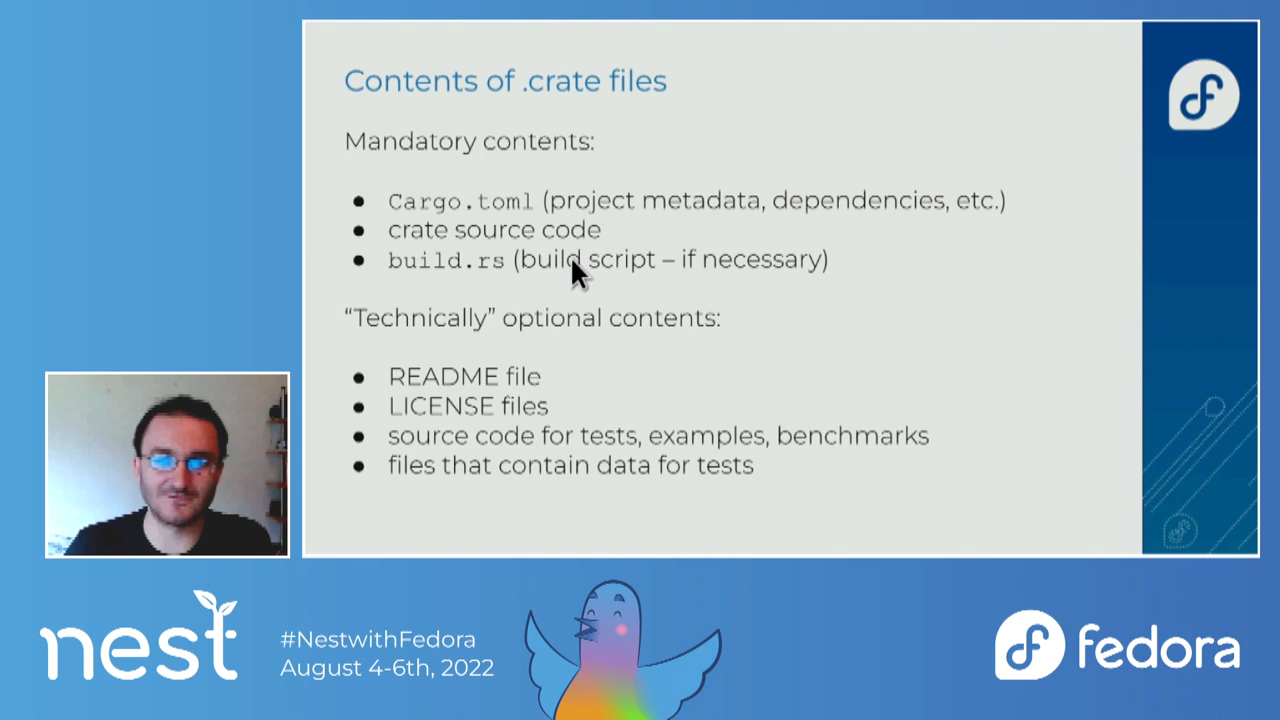 Contents of .crate files
Mandatory contents:
● Cargo.toml (project metadata, dependencies, etc.)
● crate source code
● build.rs (build script – if necessary)
“Technically” optional contents:
● README file
● LICENSE files
● source code for tests, examples, benchmarks
● files that contain data for tests
nest
#NestwithFedora
August 4-6th, 2022
fedora